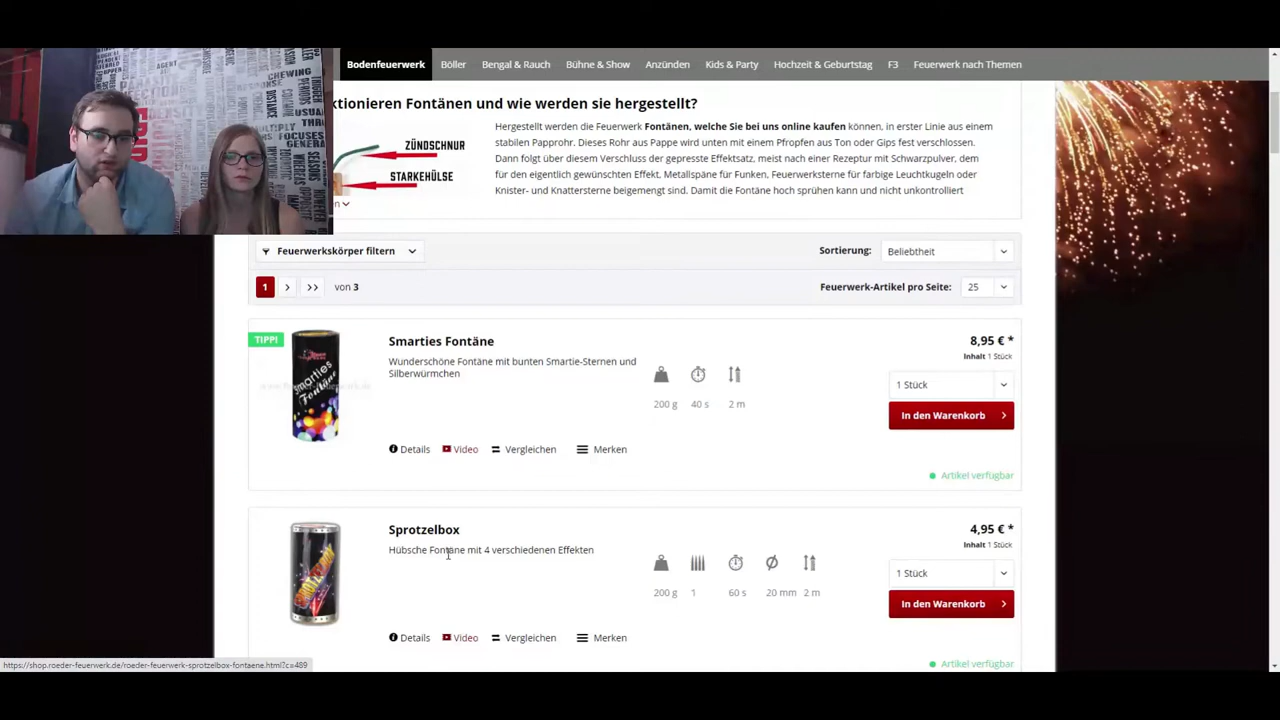 Bodenfeuerwerk Böller Bengal & Rauch Bühne & Show Anzünden Kids & Party Hochzeit & Geburtstag F3 Feuerwerk nach Themen
ktionieren Fontänen und wie werden sie hergestellt?
ZÜNDSCHNUR
STARKEHÜLSE
Hergestellt werden die Feuerwerk Fontänen, welche Sie bei uns online kaufen können, in erster Linie aus einem
stabilen Papprohr. Dieses Rohr aus Pappe wird unten mit einem Pfropfen aus Ton oder Gips fest verschlossen.
Dann folgt über diesem Verschluss der gepresste Effektsatz, meist nach einer Rezeptur mit Schwarzpulver, dem
für den eigentlich gewünschten Effekt, Metallspäne für Funken, Feuerwerksterne für farbige Leuchtkugeln oder
Knister- und Knattersterne beigemengt sind. Damit die Fontäne hoch sprühen kann und nicht unkontrolliert
n
Feuerwerkskörper filtern
Sortierung: Beliebtheit
1 von 3
Feuerwerk-Artikel pro Seite: 25
TIPP!
Smarties
Fontäne
Smarties Fontäne
Wunderschöne Fontäne mit bunten Smartie-Sternen und
Silberwürmchen
200 g 40 s 2 m
8,95 € *
Inhalt 1 Stück
1 Stück
In den Warenkorb
Details Video Vergleichen Merken
Artikel verfügbar
SPROTZELBOX
Sprotzelbox
Hübsche Fontäne mit 4 verschiedenen Effekten
200 g 1 60 s 20 mm 2 m
4,95 € *
Inhalt 1 Stück
1 Stück
In den Warenkorb
Details Video Vergleichen Merken
Artikel verfügbar
https://shop.roeder-feuerwerk.de/roeder-feuerwerk-sprotzelbox-fontaene.html?c=489